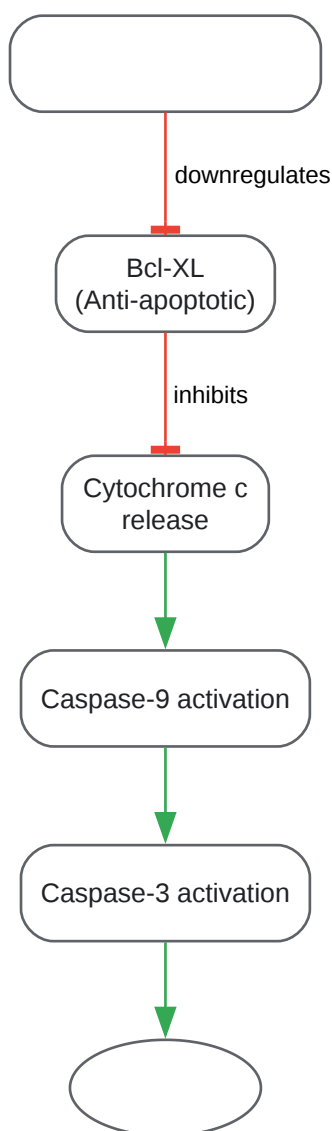 downregulates
Bcl-XL
(Anti-apoptotic)
inhibits
Cytochrome c
release
Caspase-9 activation
Caspase-3 activation